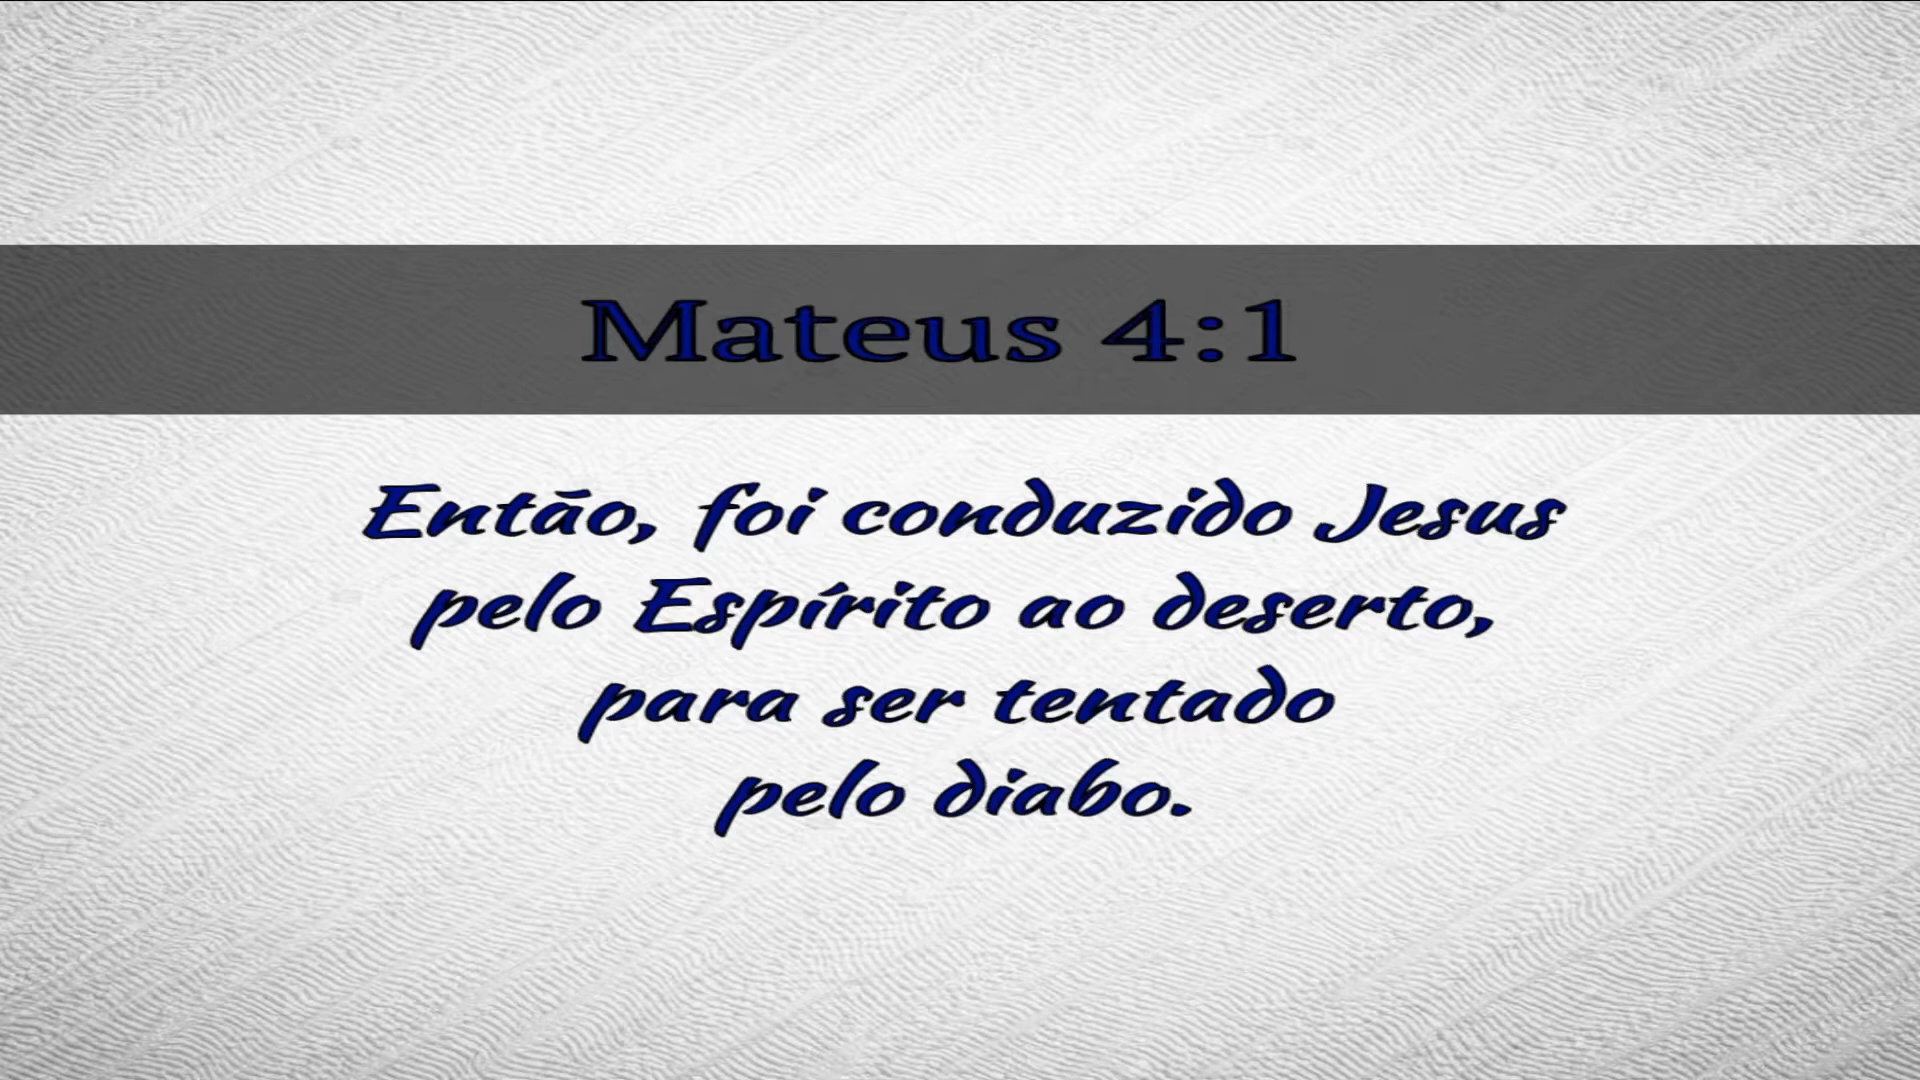 Mateus 4:1
Então, foi conduzido Jesus
pelo Espírito ao deserto,
para ser tentado
pelo diabo.